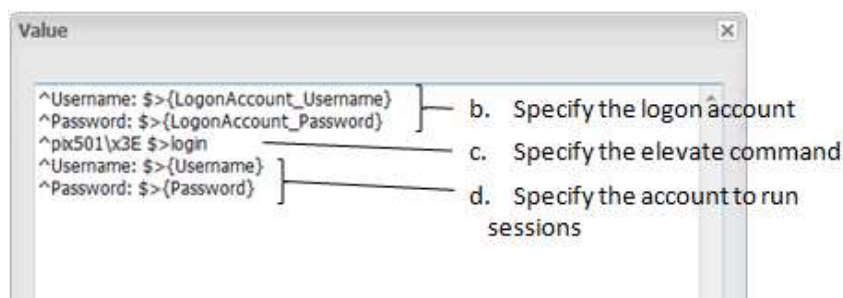 Value
^Username: $>{LogonAccount_Username}
^Password: $>{LogonAccount_Password}
^pix501\x3E $>login
^Username: $>{Username}
^Password: $>{Password}
b. Specify the logon account
c. Specify the elevate command
d. Specify the account to run
sessions